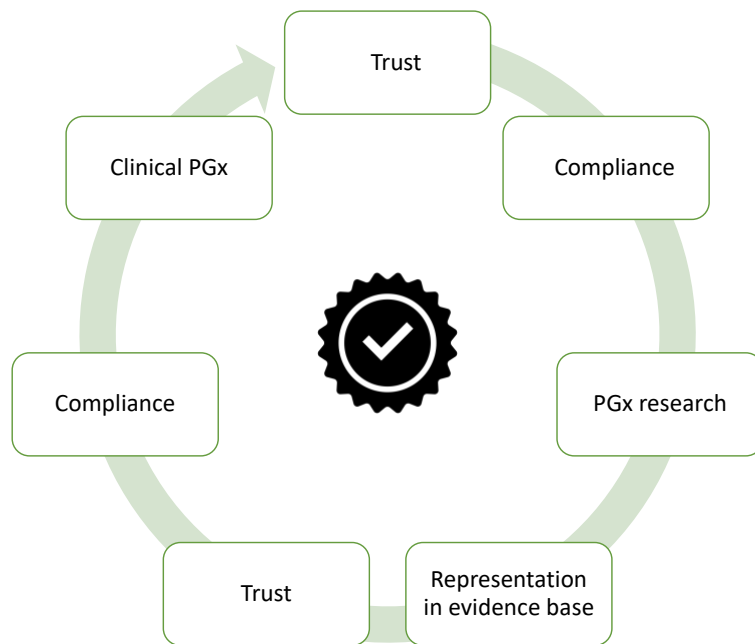 Trust
Compliance
PGx research
Representation
in evidence base
Trust
Compliance
Clinical PGx